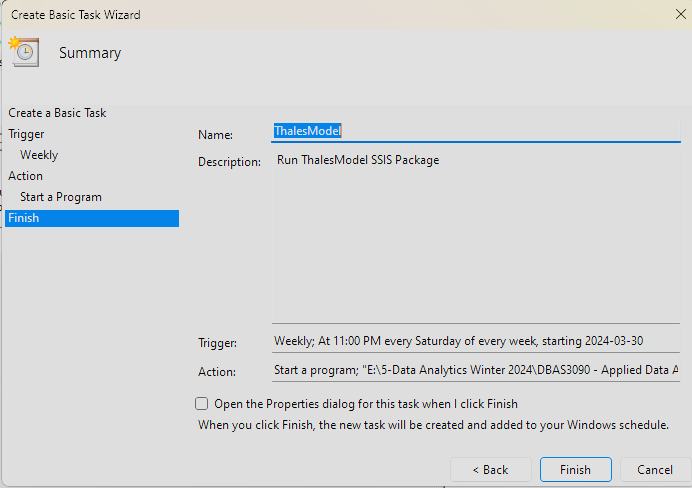 Create Basic Task Wizard
Summary
Create a Basic Task
Trigger
Weekly
Action
Start a Program
Finish
Name: ThalesModel
Description: Run ThalesModel SSIS Package
Trigger: Weekly; At 11:00 PM every Saturday of every week, starting 2024-03-30
Action: Start a program; "E:\5-Data Analytics Winter 2024\DBAS3090 - Applied Data A
Open the Properties dialog for this task when I click Finish
When you click Finish, the new task will be created and added to your Windows schedule.
< Back Finish Cancel